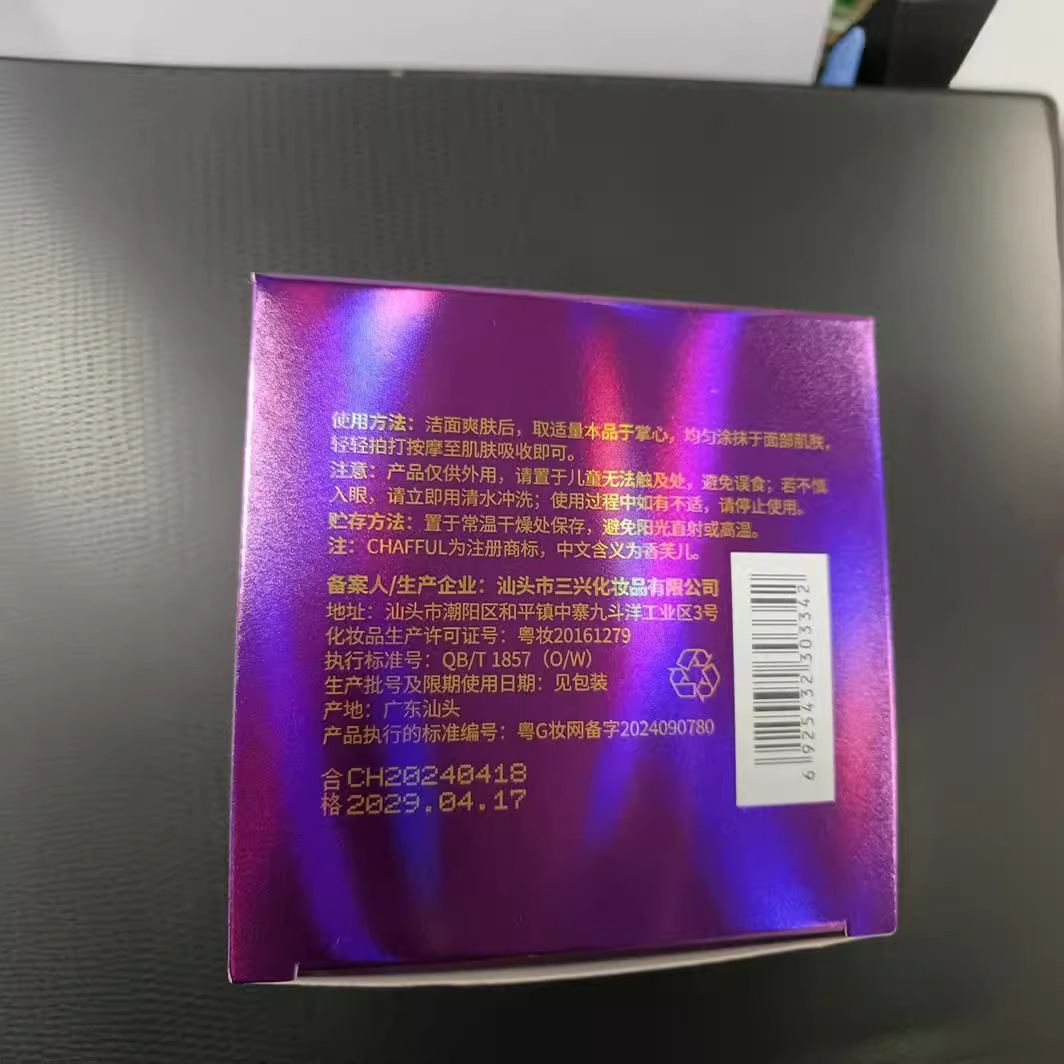 使用方法：洁面爽肤后，取适量本品于掌心，均匀涂抹于面部肌肤，
轻轻拍打按摩至肌肤吸收即可。
注意：产品仅供外用，请置于儿童无法触及处，避免误食；若不慎
入眼，请立即用清水冲洗；使用过程中如有不适，请停止使用。
贮存方法：置于常温干燥处保存，避免阳光直射或高温。
注：CHAFFUL为注册商标，中文含义为香芙儿。
备案人/生产企业：汕头市三兴化妆品有限公司
地址：汕头市潮阳区和平镇中寨九斗洋工业区3号
化妆品生产许可证号：粤妆20161279
执行标准号：QB/T 1857（O/W）
生产批号及限期使用日期：见包装
产地：广东汕头
产品执行的标准编号：粤G妆网备字2024090780
合CH20240418
格2029.04.17
6 925432 303342